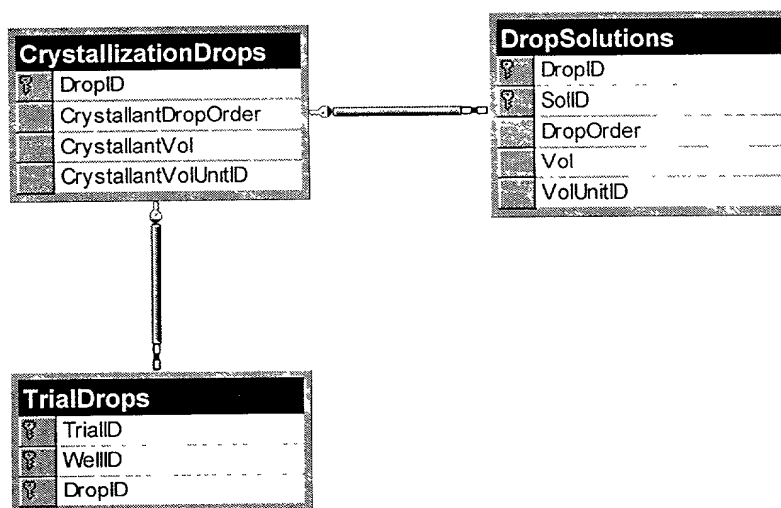 CrystallizationDrops
DropID
CrystallantDropOrder
CrystallantVol
CrystallantVolUnitID
DropSolutions
DropID
SolID
DropOrder
Vol
VolUnitID
TrialDrops
TrialID
WellID
DropID